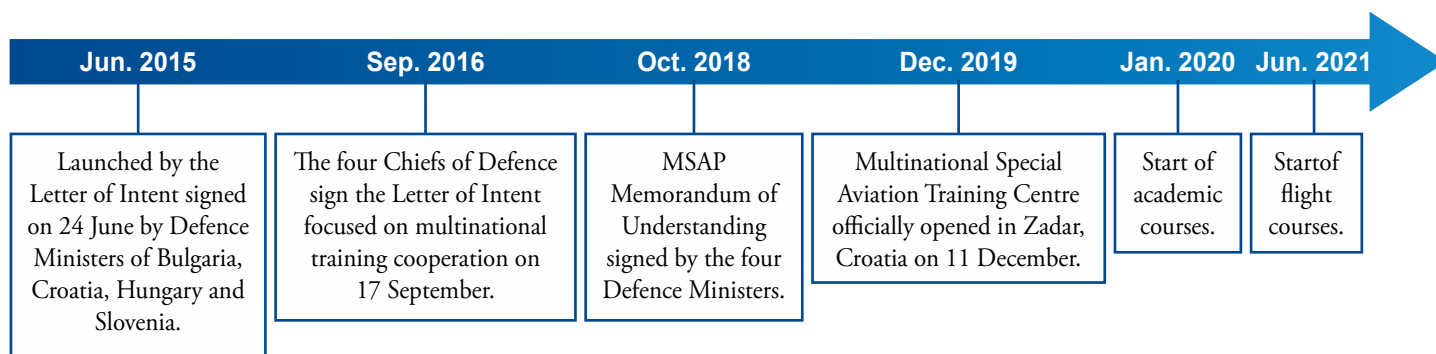 Jun. 2015
Sep. 2016
Oct. 2018
Dec. 2019
Jan. 2020
Jun. 2021
Launched by the
Letter of Intent signed
on 24 June by Defence
Ministers of Bulgaria,
Croatia, Hungary and
Slovenia.
The four Chiefs of Defence
sign the Letter of Intent
focused on multinational
training cooperation on
17 September.
MSAP
Memorandum of
Understanding
signed by the four
Defence Ministers.
Multinational Special
Aviation Training Centre
officially opened in Zadar,
Croatia on 11 December.
Start of
academic
courses.
Startof
flight
courses.